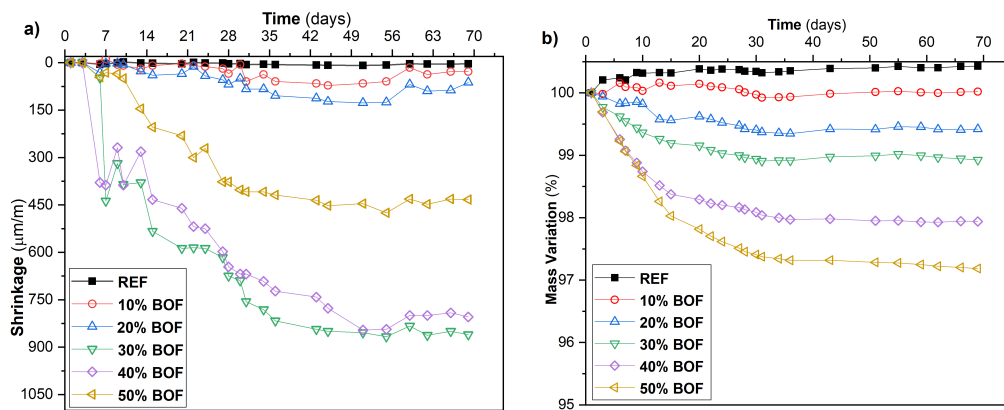 a)
Time (days)
0 7 14 21 28 35 42 49 56 63 70
0
150
300
450
600
750
900
1050
Shrinkage (μm/m)
REF
10% BOF
20% BOF
30% BOF
40% BOF
50% BOF
b)
Time (days)
0 10 20 30 40 50 60 70
100
99
98
97
96
95
Mass Variation (%)
REF
10% BOF
20% BOF
30% BOF
40% BOF
50% BOF